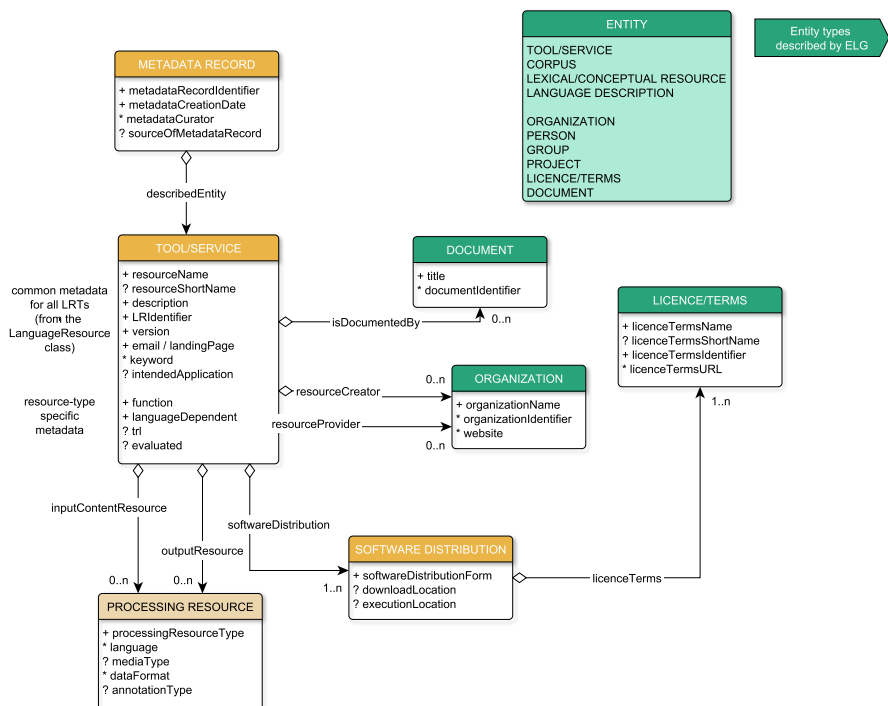 ENTITY
TOOL/SERVICE
CORPUS
LEXICAL/CONCEPTUAL RESOURCE
LANGUAGE DESCRIPTION
ORGANIZATION
PERSON
GROUP
PROJECT
LICENCE/TERMS
DOCUMENT
Entity types
described by ELG
METADATA RECORD
+ metadataRecordIdentifier
+ metadataCreationDate
* metadataCurator
? sourceOfMetadataRecord
describedEntity
common metadata
for all LRTs
(from the
LanguageResource
class)
resource-type
specific
metadata
TOOL/SERVICE
+ resourceName
? resourceShortName
+ description
+ LRIdentifier
+ version
+ email / landingPage
* keyword
? intendedApplication
+ function
+ languageDependent
? trl
? evaluated
isDocumentedBy
0..n
DOCUMENT
+ title
* documentIdentifier
resourceCreator
0..n
resourceProvider
0..n
ORGANIZATION
+ organizationName
* organizationIdentifier
* website
LICENCE/TERMS
+ licenceTermsName
? licenceTermsShortName
+ licenceTermsIdentifier
* licenceTermsURL
1..n
inputContentResource
0..n
outputResource
0..n
softwareDistribution
1..n
SOFTWARE DISTRIBUTION
+ softwareDistributionForm
? downloadLocation
? executionLocation
licenceTerms
PROCESSING RESOURCE
+ processingResourceType
* language
? mediaType
* dataFormat
? annotationType